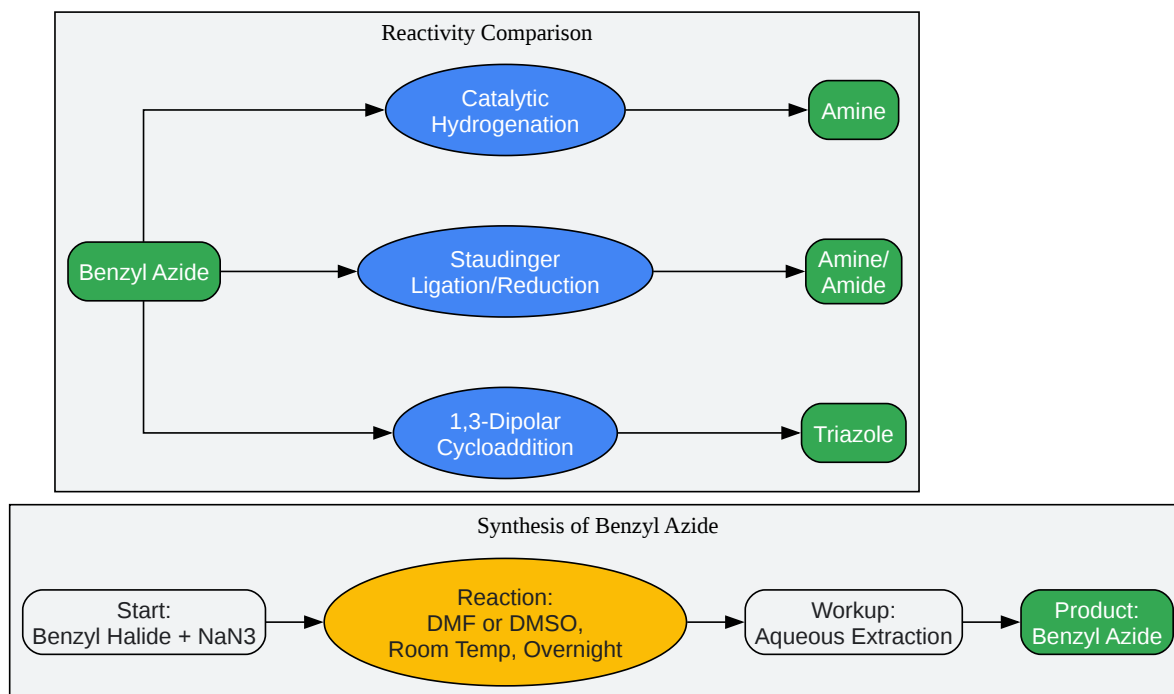 Reactivity Comparison
Catalytic
Hydrogenation
Amine
Benzyl Azide
Staudinger
Ligation/Reduction
Amine/
Amide
1,3-Dipolar
Cycloaddition
Triazole
Synthesis of Benzyl Azide
Start:
Benzyl Halide + NaN3
Reaction:
DMF or DMSO,
Room Temp, Overnight
Workup:
Aqueous Extraction
Product:
Benzyl Azide